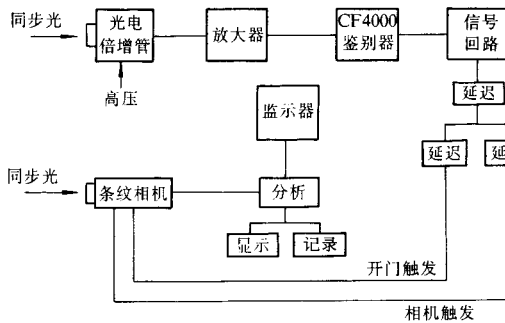 同步光
光电
倍增管
放大器
CF4000
鉴别器
信号
回路
高压
延迟
监示器
延迟
同步光
条纹相机
分析
显示
记录
开门触发
相机触发